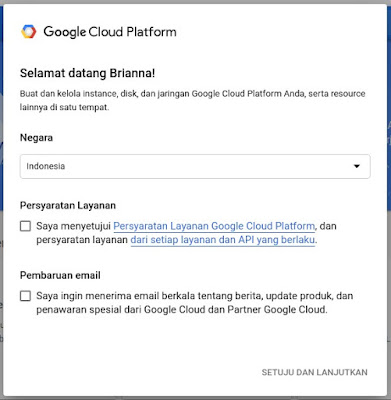 Google Cloud Platform
Selamat datang Brianna!
Buat dan kelola instance, disk, dan jaringan Google Cloud Platform Anda, serta resource
lainnya di satu tempat.
Negara
Indonesia
Persyaratan Layanan
Saya menyetujui Persyaratan Layanan Google Cloud Platform, dan
persyaratan layanan dari setiap layanan dan API yang berlaku.
Pembaruan email
Saya ingin menerima email berkala tentang berita, update produk, dan
penawaran spesial dari Google Cloud dan Partner Google Cloud.
SETUJU DAN LANJUTKAN